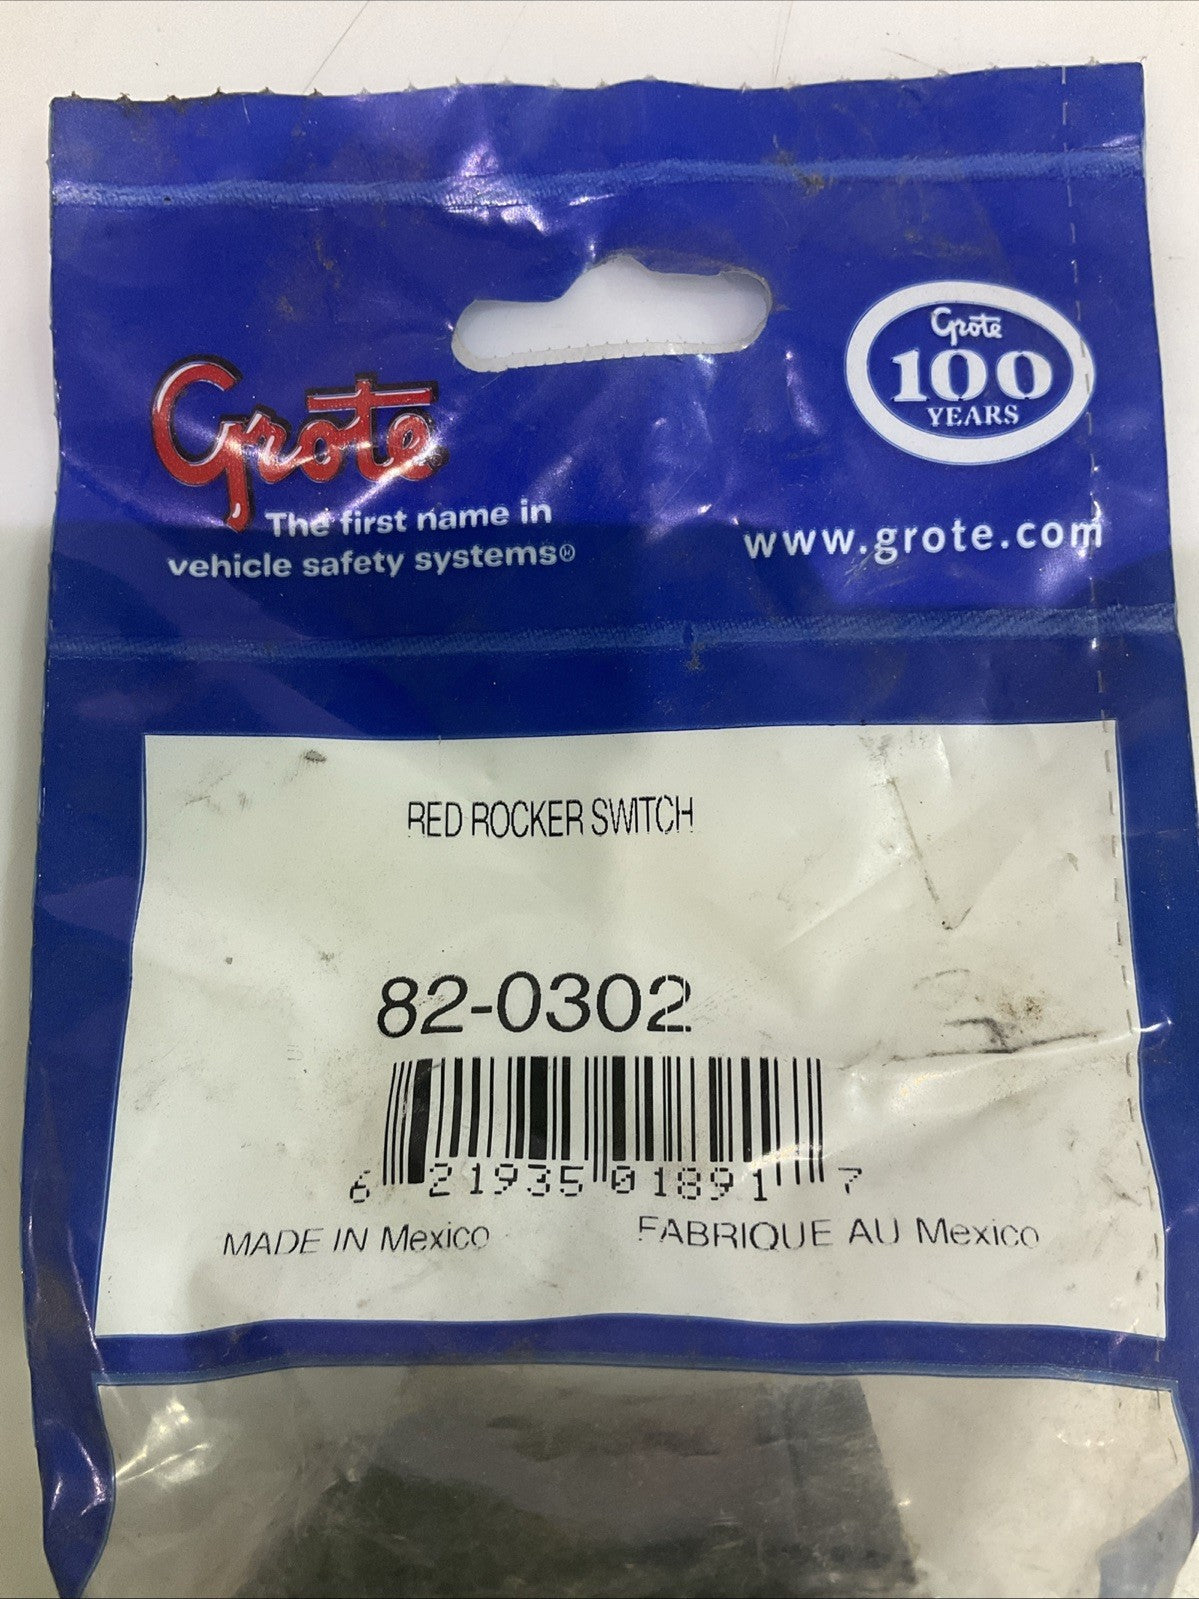 Grote
100
YEARS
Grote®
The first name in
vehicle safety systems®
www.grote.com
RED ROCKER SWITCH
82-0302
6 21935 01891 7
MADE IN Mexico
FABRIQUE AU Mexico